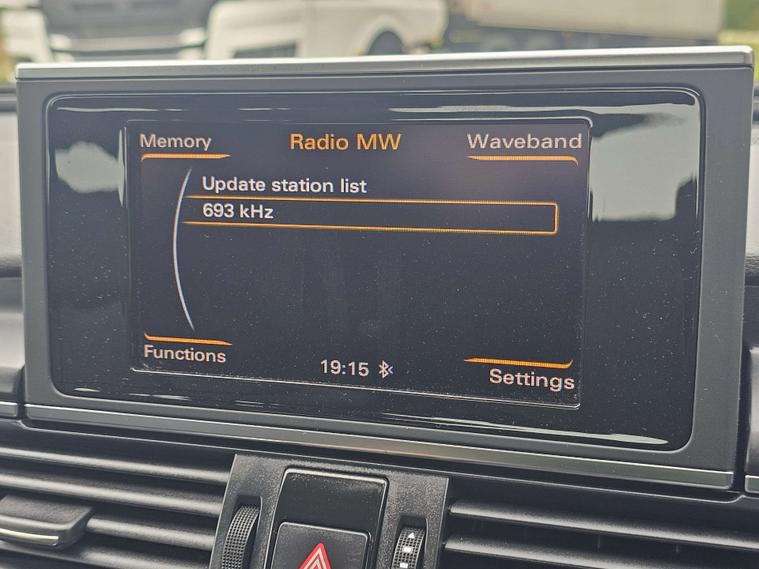 Memory Radio MW Waveband
Update station list
693 kHz
Functions 19:15 Settings